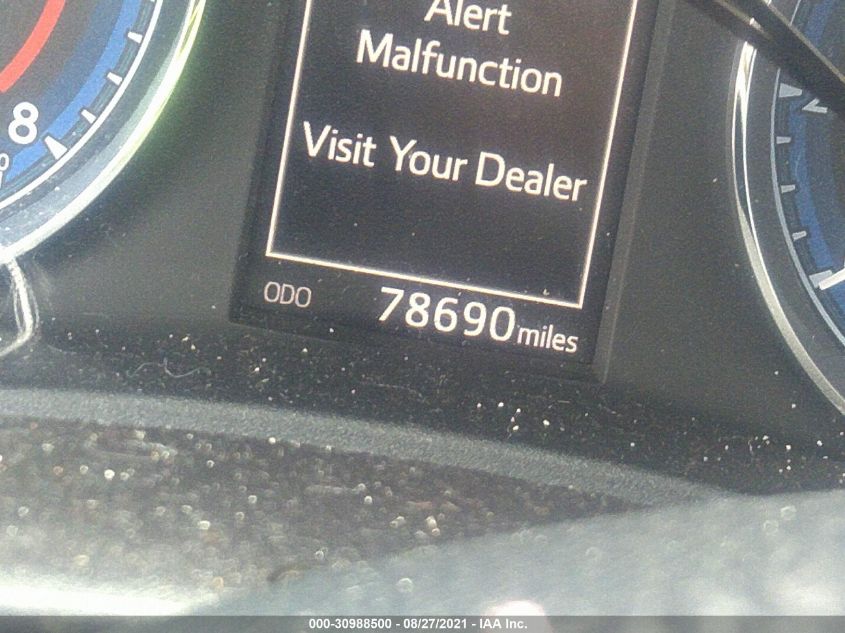 Alert
Malfunction
Visit Your Dealer
8
ODO 78690 miles
000-30988500 - 08/27/2021 - IAA Inc.